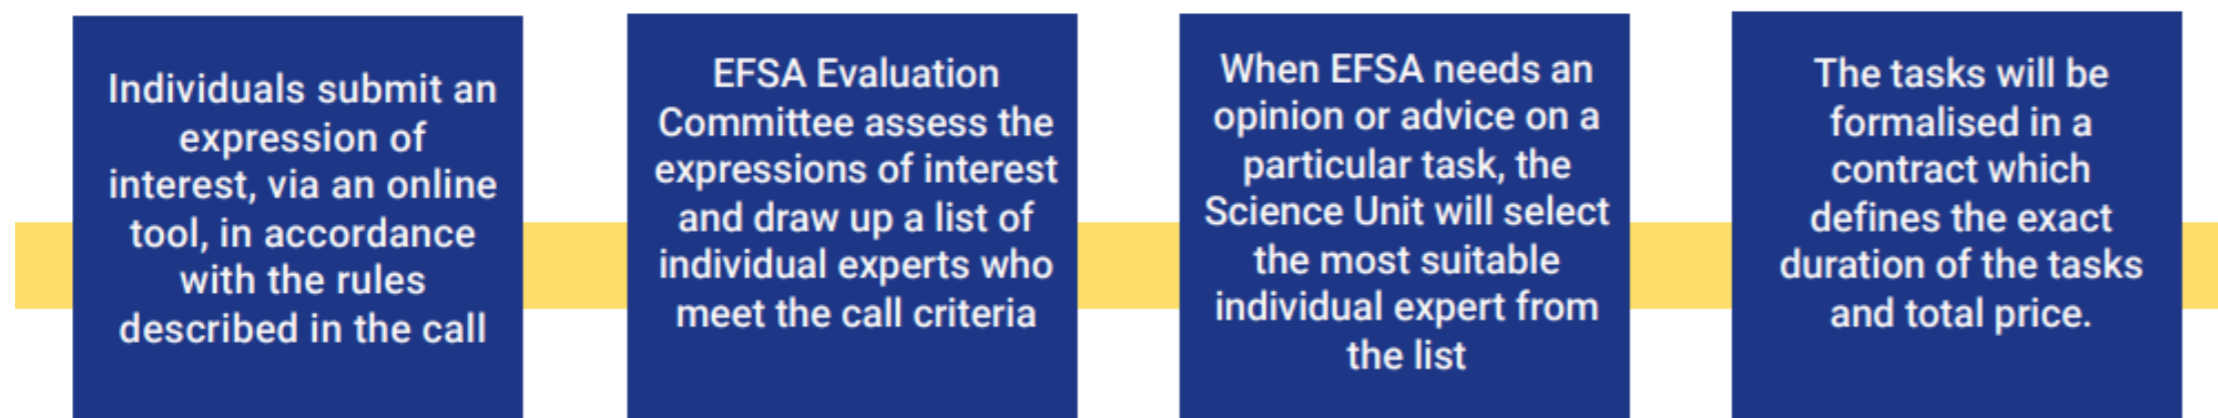 Individuals submit an
expression of
interest, via an online
tool, in accordance
with the rules
described in the call
EFSA Evaluation
Committee assess the
expressions of interest
and draw up a list of
individual experts who
meet the call criteria
When EFSA needs an
opinion or advice on a
particular task, the
Science Unit will select
the most suitable
individual expert from
the list
The tasks will be
formalised in a
contract which
defines the exact
duration of the tasks
and total price.